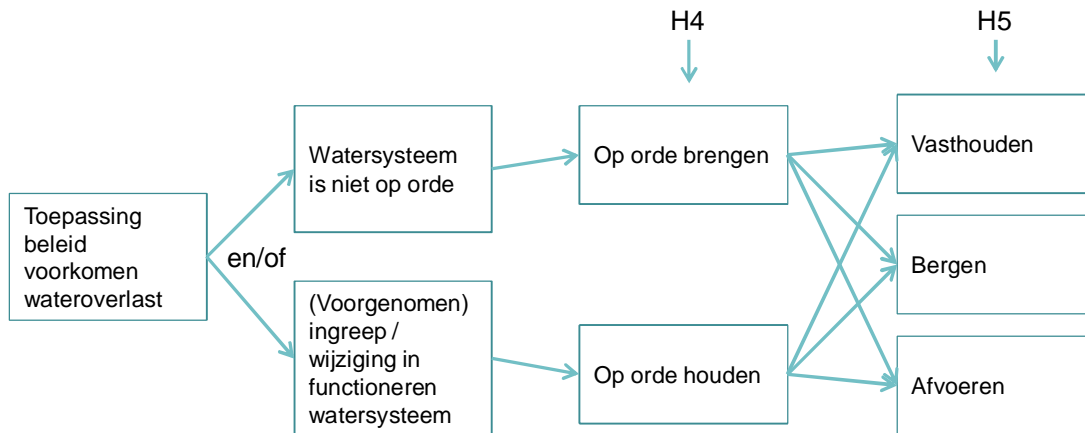 H4
H5
Toepassing
beleid
voorkomen
wateroverlast
en/of
Watersysteem
is niet op orde
(Voorgenomen)
ingreep /
wijziging in
functioneren
watersysteem
Op orde brengen
Op orde houden
Vasthouden
Bergen
Afvoeren